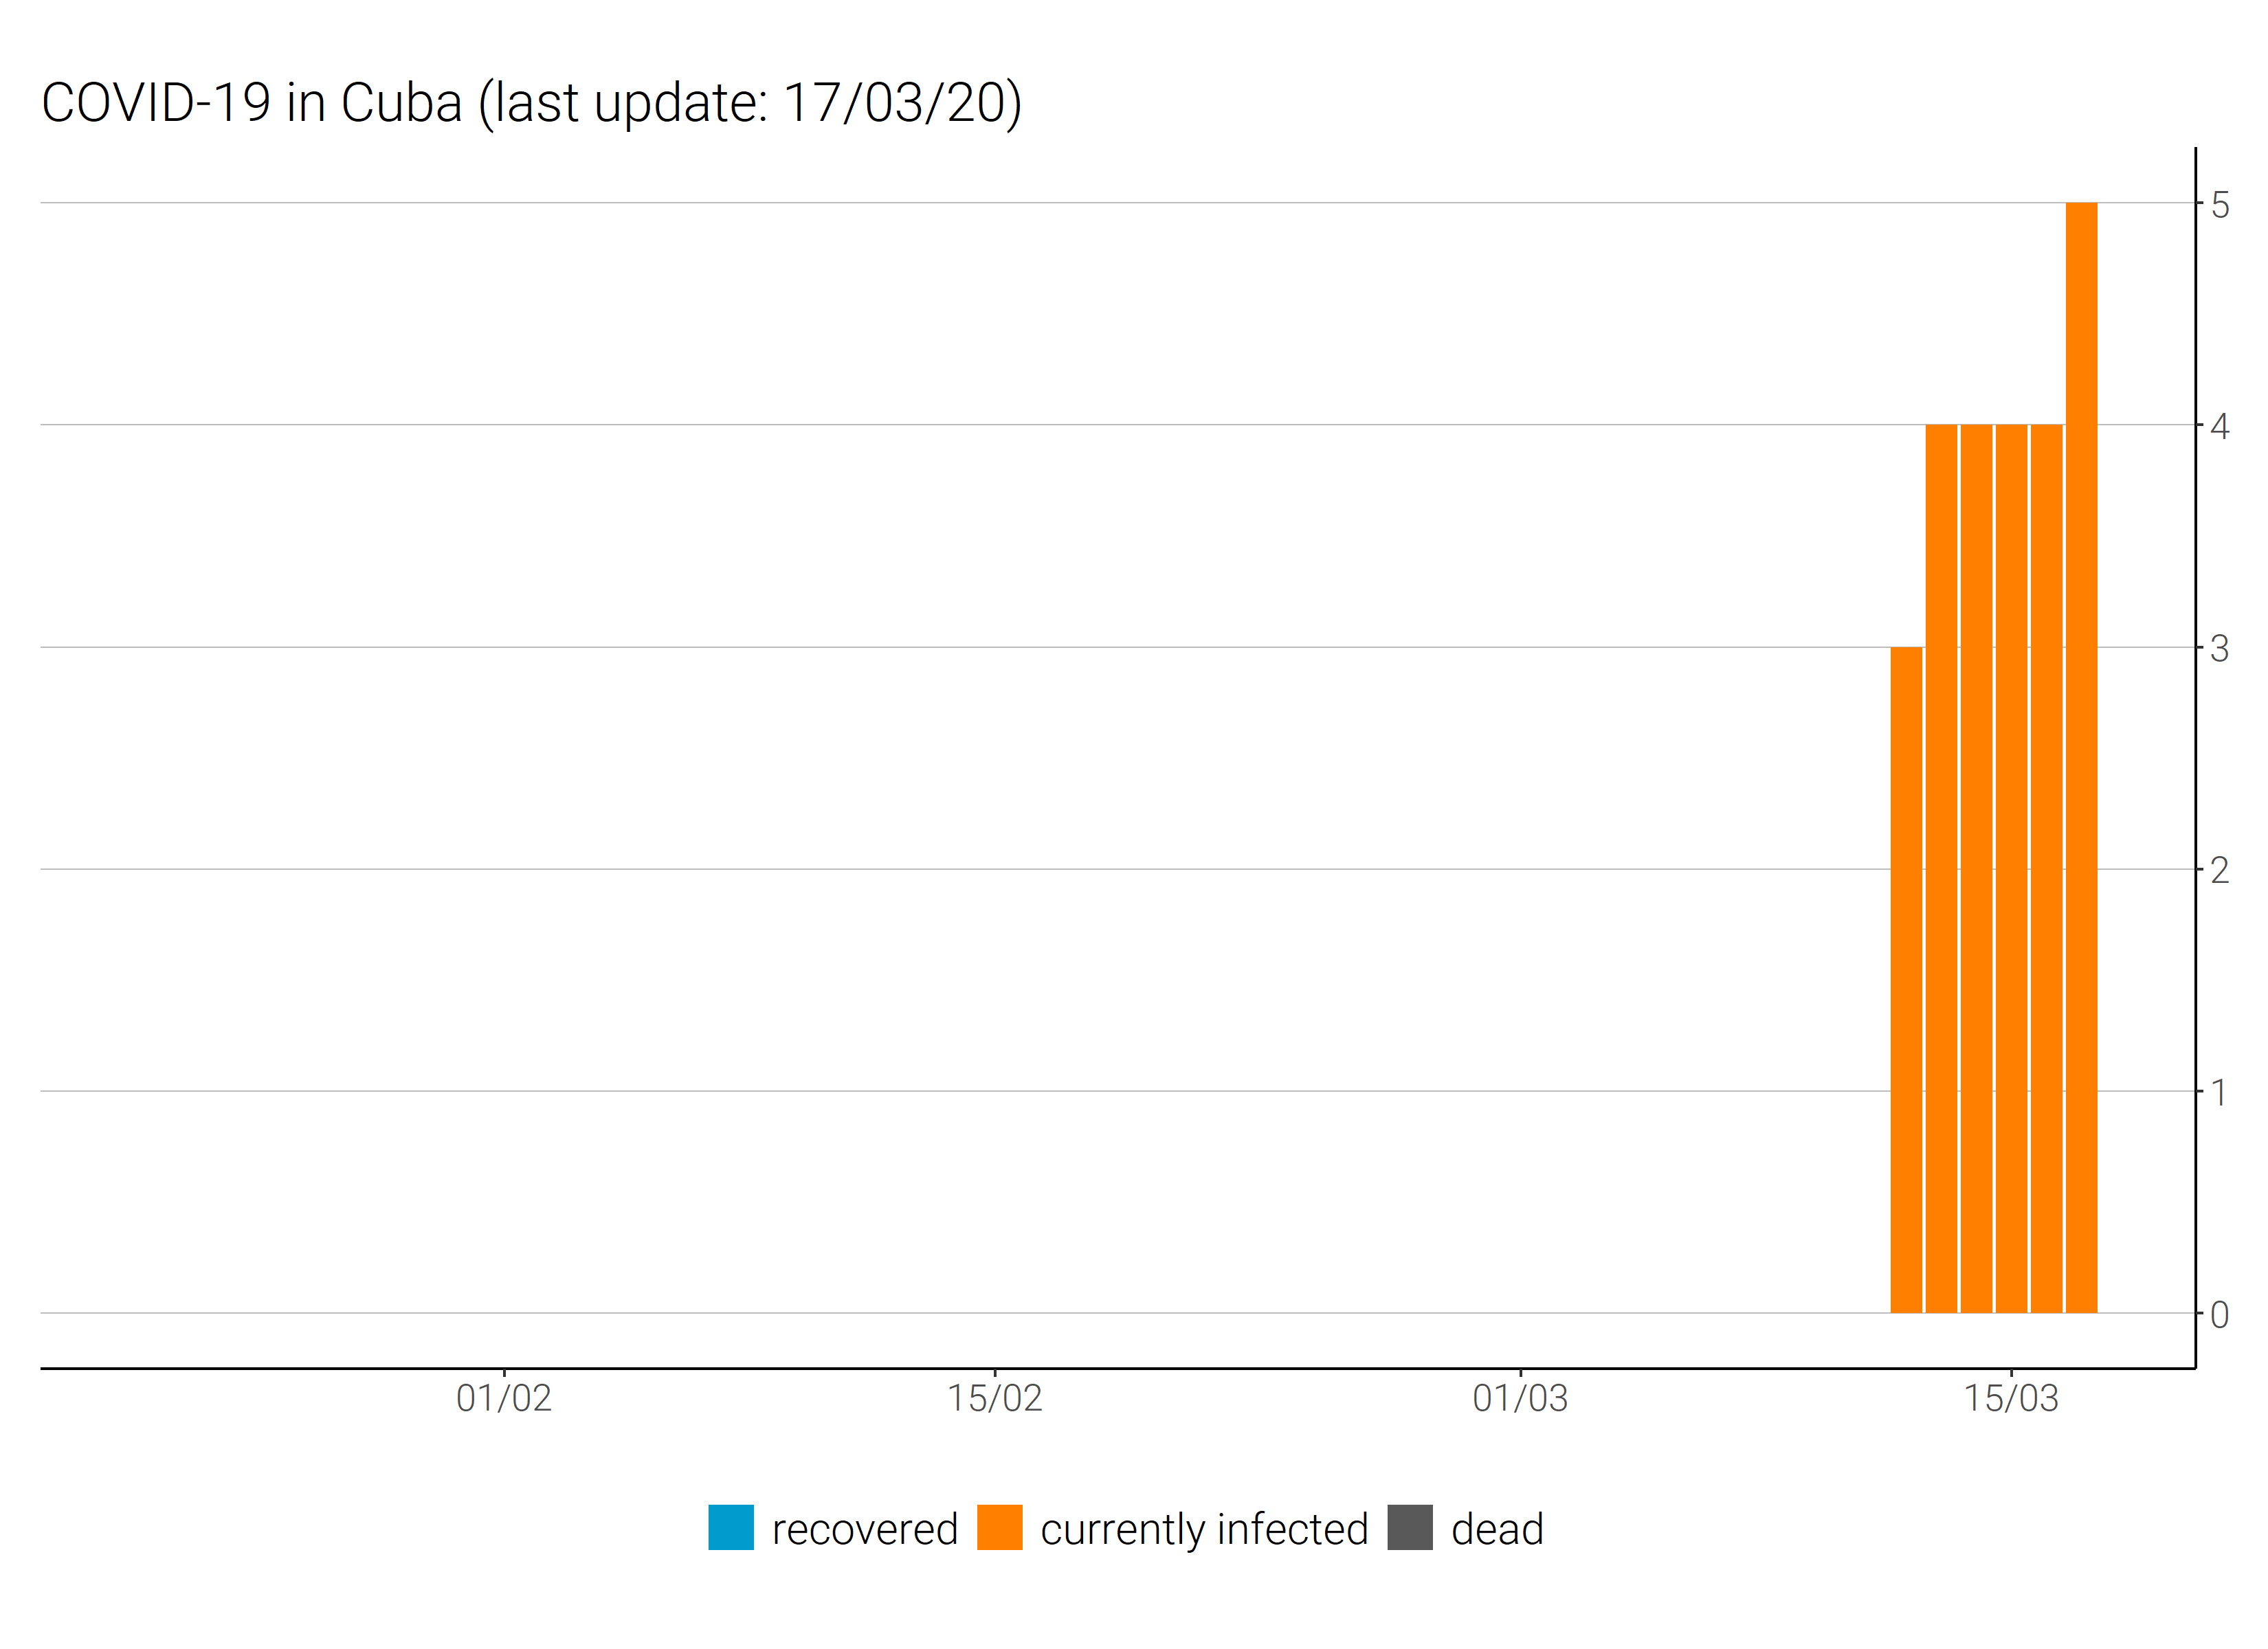 COVID-19 in Cuba (last update: 17/03/20)
5
4
3
2
1
0
01/02 15/02 01/03 15/03
recovered currently infected dead